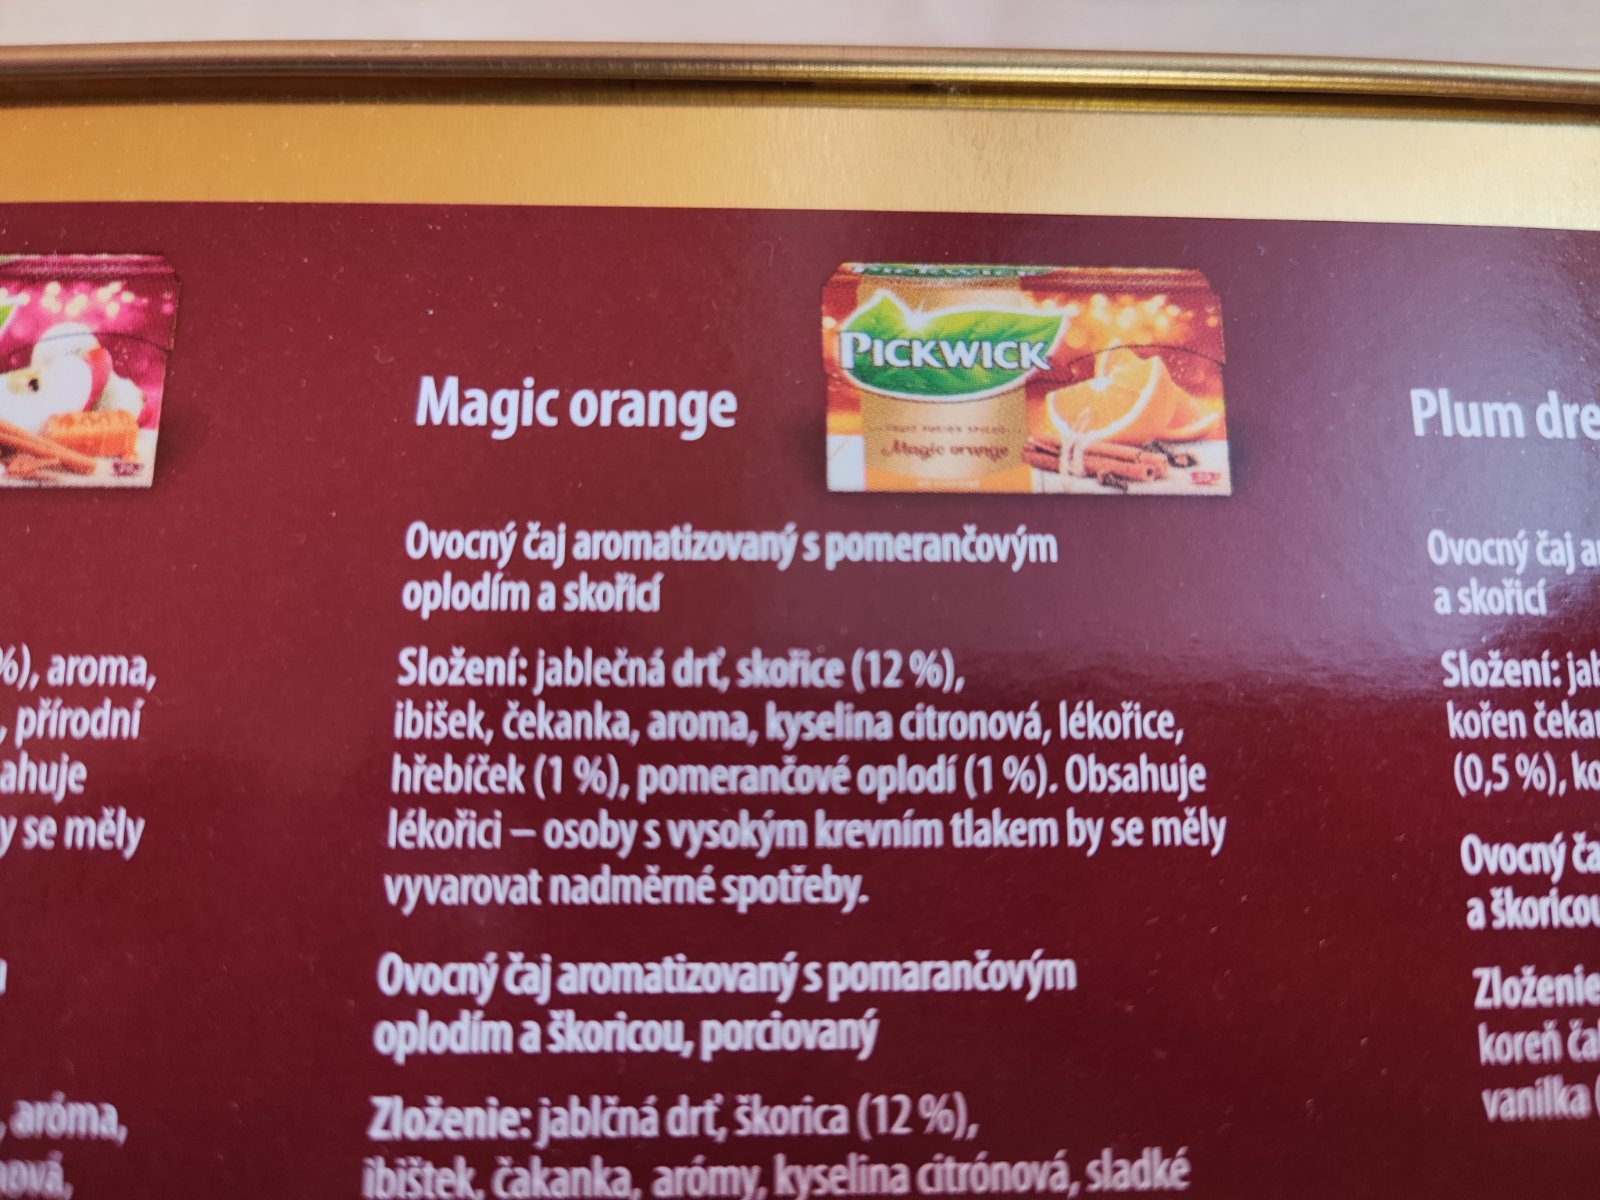 PICKWICK
Magic orange
Magic orange
Ovocný čaj aromatizovaný s pomerančovým
oplodím a skořicí
Složení: jablečná drť, skořice (12 %),
ibišek, čekanka, aroma, kyselina citronová, lékořice,
hřebíček (1 %), pomerančové oplodí (1 %). Obsahuje
lékořici – osoby s vysokým krevním tlakem by se měly
vyvarovat nadměrné spotřeby.
Ovocný čaj aromatizovaný s pomarančovým
oplodím a škoricou, porciovaný
Zloženie: jablčná drť, škorica (12 %),
ibištek, čakanka, arómy, kyselina citrónová, sladké
%), aroma,
, přírodní
ahuje
y se měly
, aróma,
nová,
Plum dre
Ovocný čaj a
a skořicí
Složení: jab
kořen čeka
(0,5 %), ko
Ovocný ča
a škoricou
Zloženie
koreň ča
vanilka (